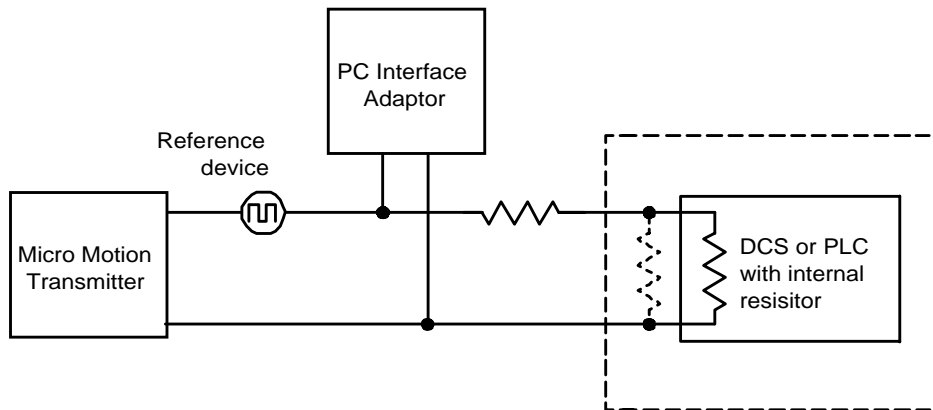 PC Interface
Adaptor
Reference
device
Micro Motion
Transmitter
DCS or PLC
with internal
resisitor